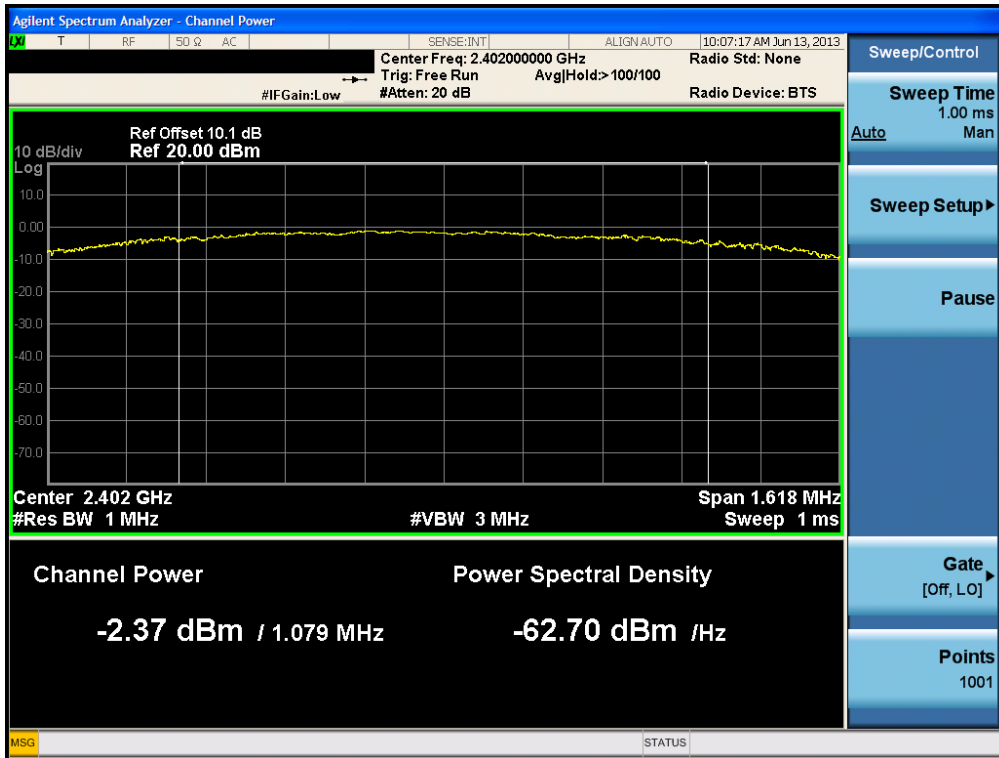 Agilent Spectrum Analyzer - Channel Power
LXI T RF 50 Ω AC SENSE:INT ALIGN AUTO 10:07:17 AM Jun 13, 2013
Center Freq: 2.402000000 GHz Radio Std: None
Trig: Free Run Avg|Hold:>100/100
#IFGain:Low #Atten: 20 dB Radio Device: BTS
Ref Offset 10.1 dB
10 dB/div Ref 20.00 dBm
Log
10.0
0.00
-10.0
-20.0
-30.0
-40.0
-50.0
-60.0
-70.0
Center 2.402 GHz Span 1.618 MHz
#Res BW 1 MHz #VBW 3 MHz Sweep 1 ms
Channel Power Power Spectral Density
-2.37 dBm / 1.079 MHz -62.70 dBm /Hz
MSG STATUS
Sweep/Control
Sweep Time
1.00 ms
Auto Man
Sweep Setup
Pause
Gate
[Off, LO]
Points
1001